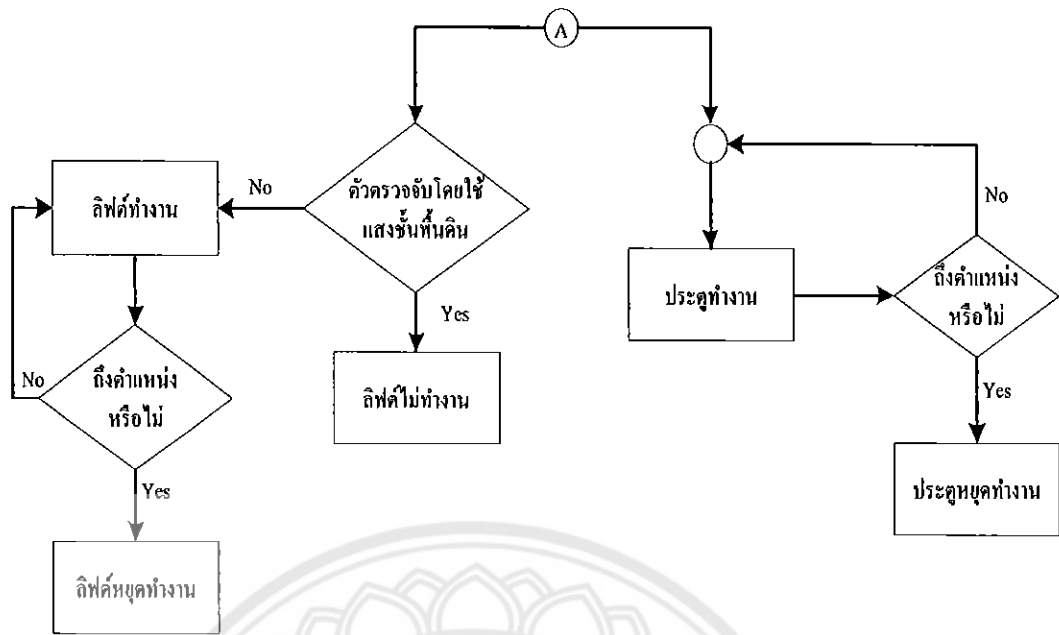 A
ตัวตรวจจับโดยใช้
แสงชั้นพื้นดิน
No
Yes
ลิฟต์ทำงาน
ลิฟต์ไม่ทำงาน
ถึงตำแหน่ง
หรือไม่
No
Yes
ลิฟต์หยุดทำงาน
ประตูทำงาน
ถึงตำแหน่ง
หรือไม่
No
Yes
ประตูหยุดทำงาน